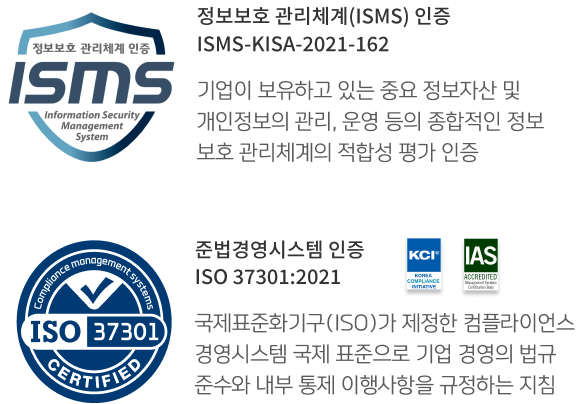 정보보호 관리체계 인증
ISMS
Information Security
Management
System
정보보호 관리체계(ISMS) 인증
ISMS-KISA-2021-162
기업이 보유하고 있는 중요 정보자산 및
개인정보의 관리, 운영 등의 종합적인 정보
보호 관리체계의 적합성 평가 인증
Compliance management systems
ISO 37301
CERTIFIED
준법경영시스템 인증
ISO 37301:2021
KCI
KOREA
COMPLIANCE
INITIATIVE
IAS
ACCREDITED
Management Systems
Certification Body
국제표준화기구(ISO)가 제정한 컴플라이언스
경영시스템 국제 표준으로 기업 경영의 법규
준수와 내부 통제 이행사항을 규정하는 지침